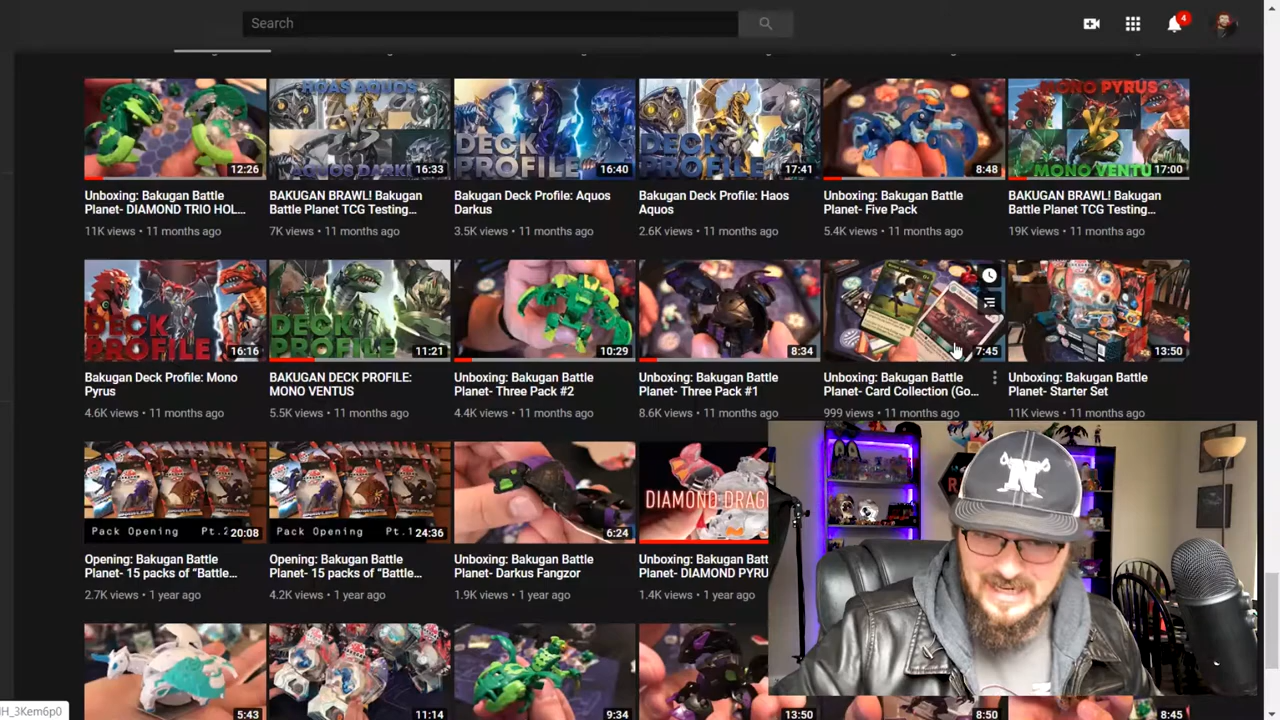 Search
4
12:26
HAOS AQUOS
AQUOS DARK
16:33
DECK
PROFILE
16:40
DECK
PROFILE
17:41
8:48
MONO PYRUS
MONO VENTU
17:00
Unboxing: Bakugan Battle
Planet- DIAMOND TRIO HOL...
11K views • 11 months ago
BAKUGAN BRAWL! Bakugan
Battle Planet TCG Testing...
7K views • 11 months ago
Bakugan Deck Profile: Aquos
Darkus
3.5K views • 11 months ago
Bakugan Deck Profile: Haos
Aquos
2.6K views • 11 months ago
Unboxing: Bakugan Battle
Planet- Five Pack
5.4K views • 11 months ago
BAKUGAN BRAWL! Bakugan
Battle Planet TCG Testing...
19K views • 11 months ago
DECK
PROFILE
16:16
DECK
PROFILE
11:21
10:29
8:34
7:45
13:50
Bakugan Deck Profile: Mono
Pyrus
4.6K views • 11 months ago
BAKUGAN DECK PROFILE:
MONO VENTUS
5.5K views • 11 months ago
Unboxing: Bakugan Battle
Planet- Three Pack #2
4.4K views • 11 months ago
Unboxing: Bakugan Battle
Planet- Three Pack #1
8.6K views • 11 months ago
Unboxing: Bakugan Battle
Planet- Card Collection (Go...
999 views • 11 months ago
Unboxing: Bakugan Battle
Planet- Starter Set
11K views • 11 months ago
Pack Opening Pt.2
20:08
Pack Opening Pt.1
24:36
6:24
DIAMOND DRAG
Opening: Bakugan Battle
Planet- 15 packs of “Battle...
2.7K views • 1 year ago
Opening: Bakugan Battle
Planet- 15 packs of “Battle...
4.2K views • 1 year ago
Unboxing: Bakugan Battle
Planet- Darkus Fangzor
1.9K views • 1 year ago
Unboxing: Bakugan Batt
Planet- DIAMOND PYRU
1.4K views • 1 year ago
N
R
5:43
11:14
9:34
13:50
8:50
8:45
H_3Kem6p0